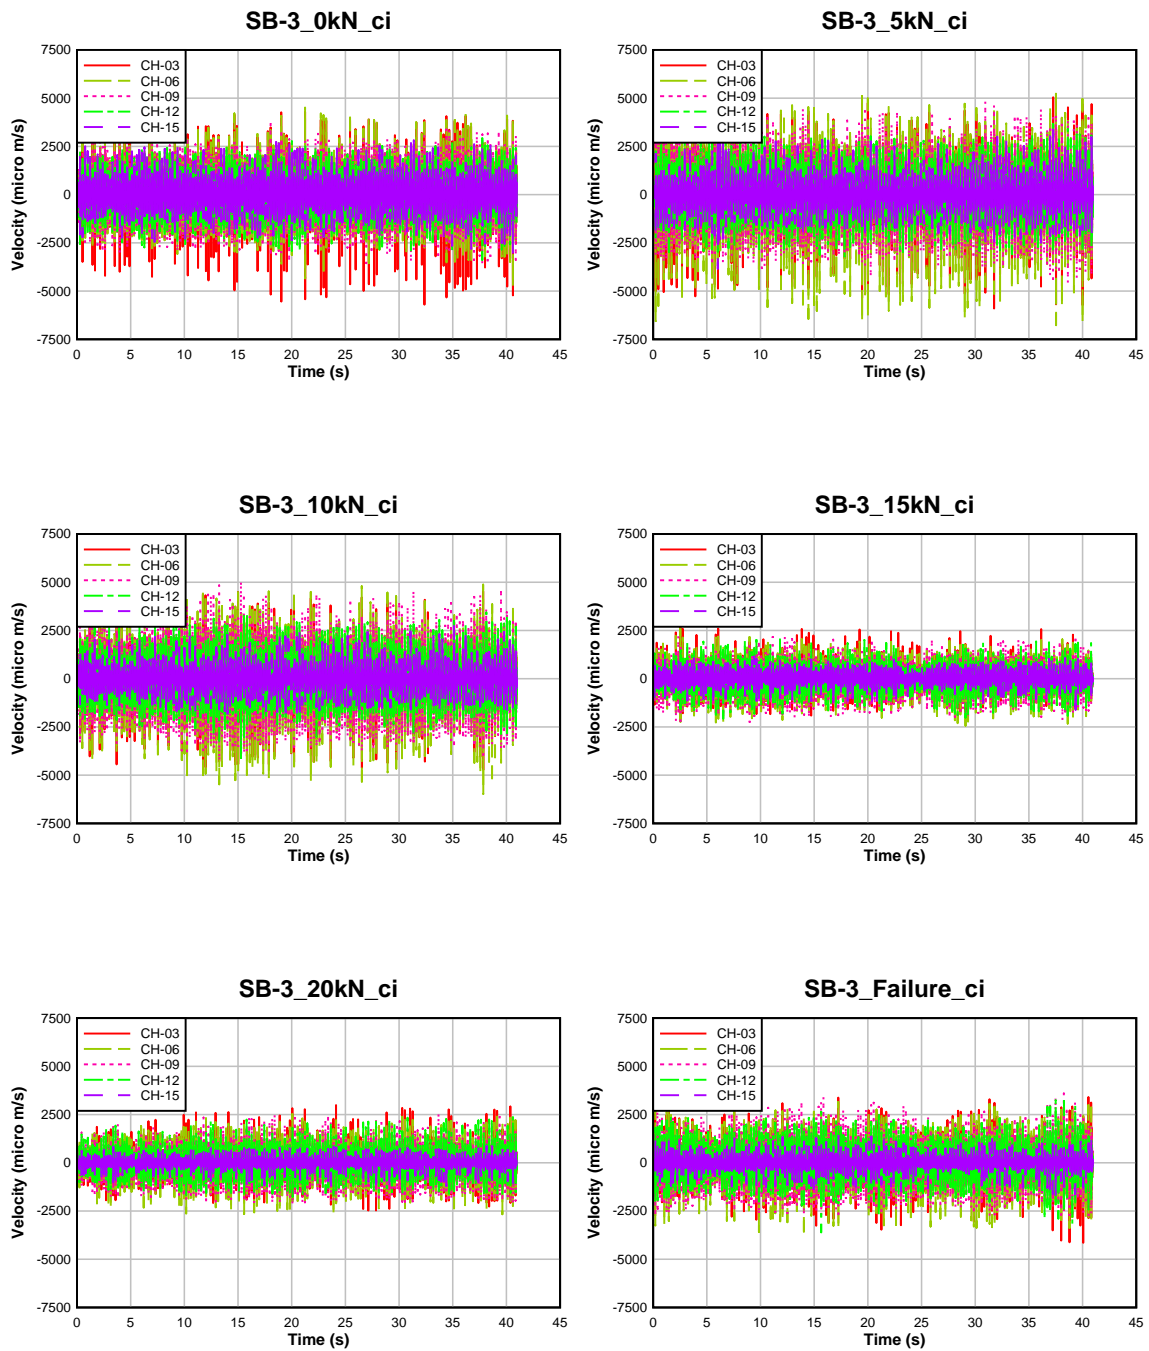 SB-3_0kN_ci
7500
5000
2500
0
-2500
-5000
-7500
Velocity (micro m/s)
CH-03
CH-06
CH-09
CH-12
CH-15
0 5 10 15 20 25 30 35 40 45
Time (s)
SB-3_5kN_ci
7500
5000
2500
0
-2500
-5000
-7500
Velocity (micro m/s)
CH-03
CH-06
CH-09
CH-12
CH-15
0 5 10 15 20 25 30 35 40 45
Time (s)
SB-3_10kN_ci
7500
5000
2500
0
-2500
-5000
-7500
Velocity (micro m/s)
CH-03
CH-06
CH-09
CH-12
CH-15
0 5 10 15 20 25 30 35 40 45
Time (s)
SB-3_15kN_ci
7500
5000
2500
0
-2500
-5000
-7500
Velocity (micro m/s)
CH-03
CH-06
CH-09
CH-12
CH-15
0 5 10 15 20 25 30 35 40 45
Time (s)
SB-3_20kN_ci
7500
5000
2500
0
-2500
-5000
-7500
Velocity (micro m/s)
CH-03
CH-06
CH-09
CH-12
CH-15
0 5 10 15 20 25 30 35 40 45
Time (s)
SB-3_Failure_ci
7500
5000
2500
0
-2500
-5000
-7500
Velocity (micro m/s)
CH-03
CH-06
CH-09
CH-12
CH-15
0 5 10 15 20 25 30 35 40 45
Time (s)